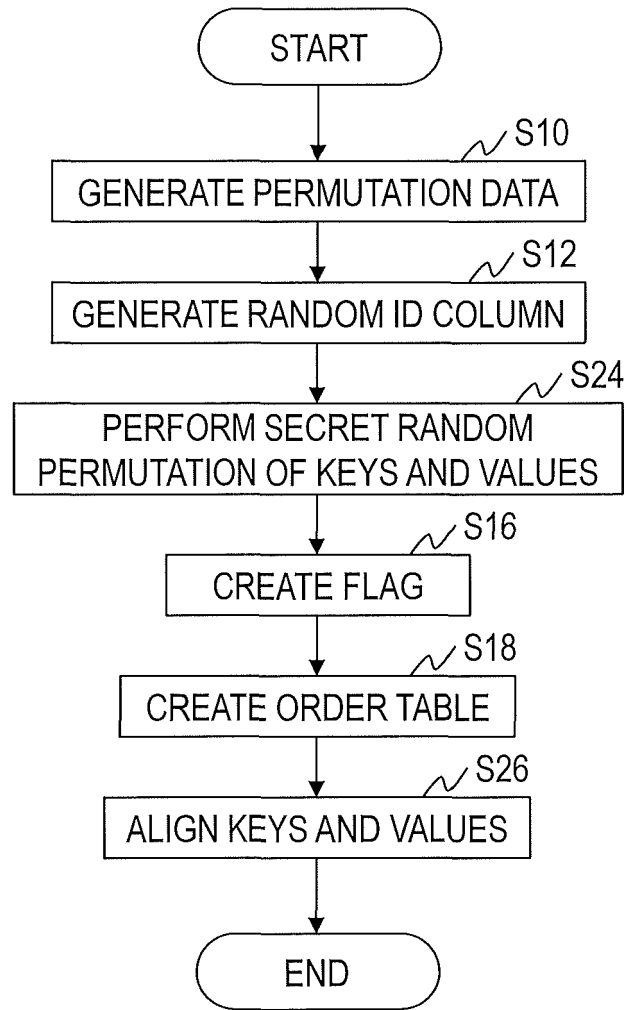 START
S10
GENERATE PERMUTATION DATA
S12
GENERATE RANDOM ID COLUMN
S24
PERFORM SECRET RANDOM
PERMUTATION OF KEYS AND VALUES
S16
CREATE FLAG
S18
CREATE ORDER TABLE
S26
ALIGN KEYS AND VALUES
END